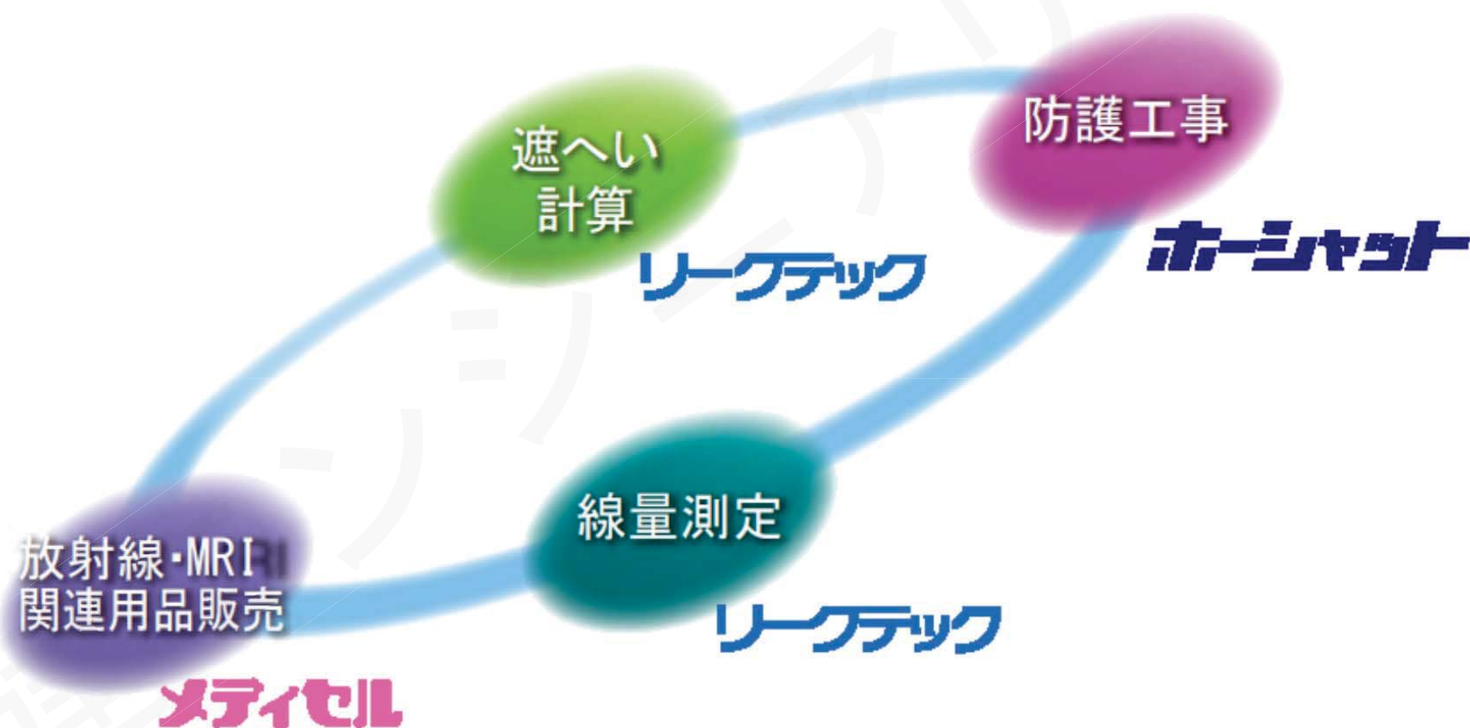 遮へい
計算
リークテック
防護工事
ホーシャット
線量測定
リークテック
放射線・MRI
関連用品販売
メディセル